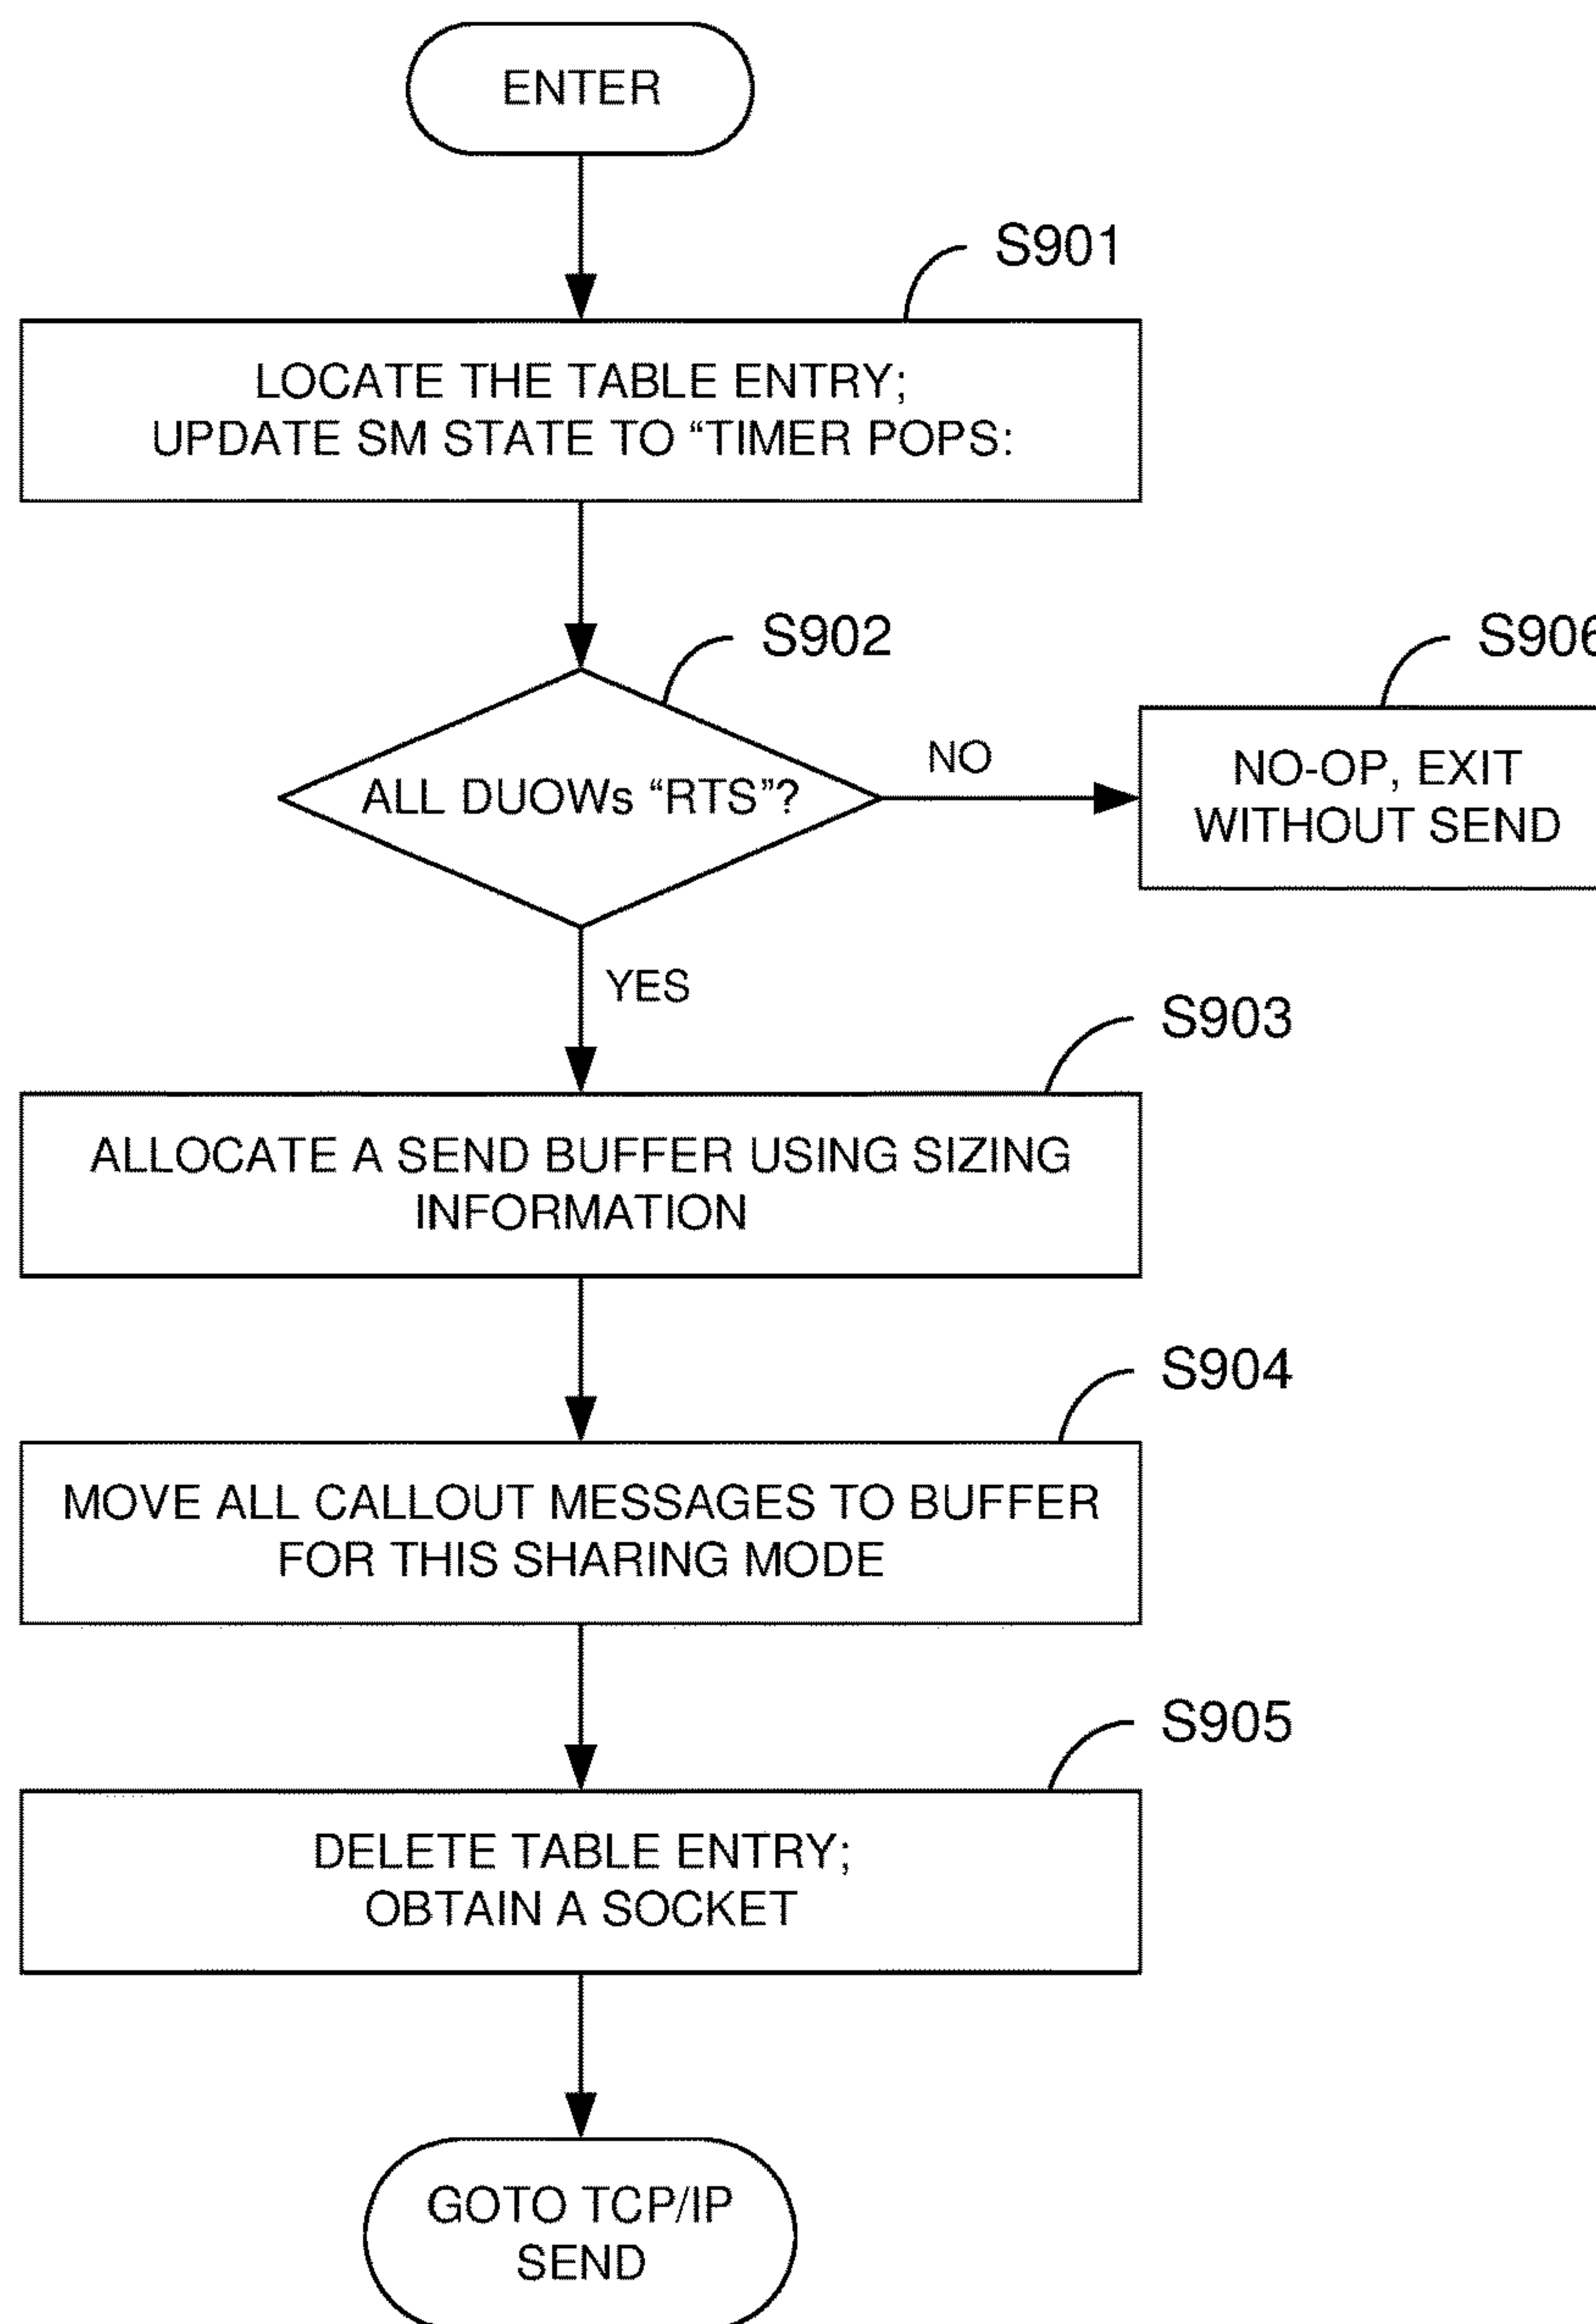 ENTER
S901
LOCATE THE TABLE ENTRY;
UPDATE SM STATE TO “TIMER POPS:
S902
S906
ALL DUOWs “RTS”?
NO
NO-OP, EXIT
WITHOUT SEND
YES
S903
ALLOCATE A SEND BUFFER USING SIZING
INFORMATION
S904
MOVE ALL CALLOUT MESSAGES TO BUFFER
FOR THIS SHARING MODE
S905
DELETE TABLE ENTRY;
OBTAIN A SOCKET
GOTO TCP/IP
SEND